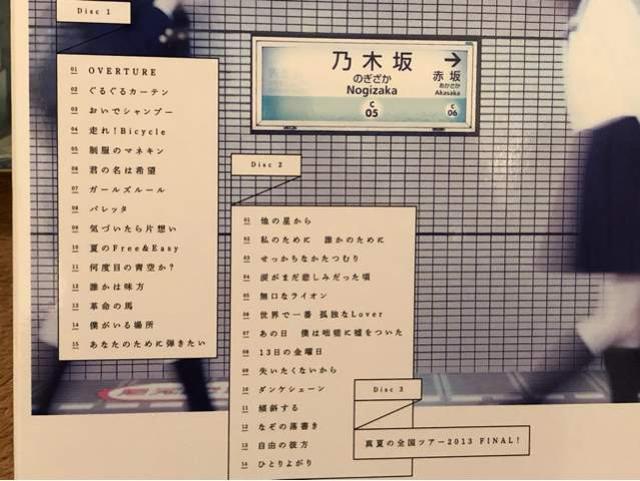 Disc 1
01 OVERTURE
02 ぐるぐるカーテン
03 おいでシャンプー
04 走れ!Bicycle
05 制服のマネキン
06 君の名は希望
07 ガールズルール
08 バレッタ
09 気づいたら片想い
10 夏のFree&Easy
11 何度目の青空か?
12 誰かは味方
13 革命の馬
14 僕がいる場所
15 あなたのために弾きたい
乃木坂
のぎざか
Nogizaka
C
05
赤坂
あかさか
Akasaka
C
06
Disc 2
01 他の星から
02 私のために 誰かのために
03 せっかちなかたつむり
04 涙がまだ悲しみだった頃
05 無口なライオン
06 世界で一番 孤独なLover
07 あの日 僕は咄嗟に嘘をついた
08 13日の金曜日
09 失いたくないから
10 ダンケシェーン
11 傾斜する
12 なぞの落書き
13 自由の彼方
14 ひとりよがり
Disc 3
真夏の全国ツアー2013 FINAL!